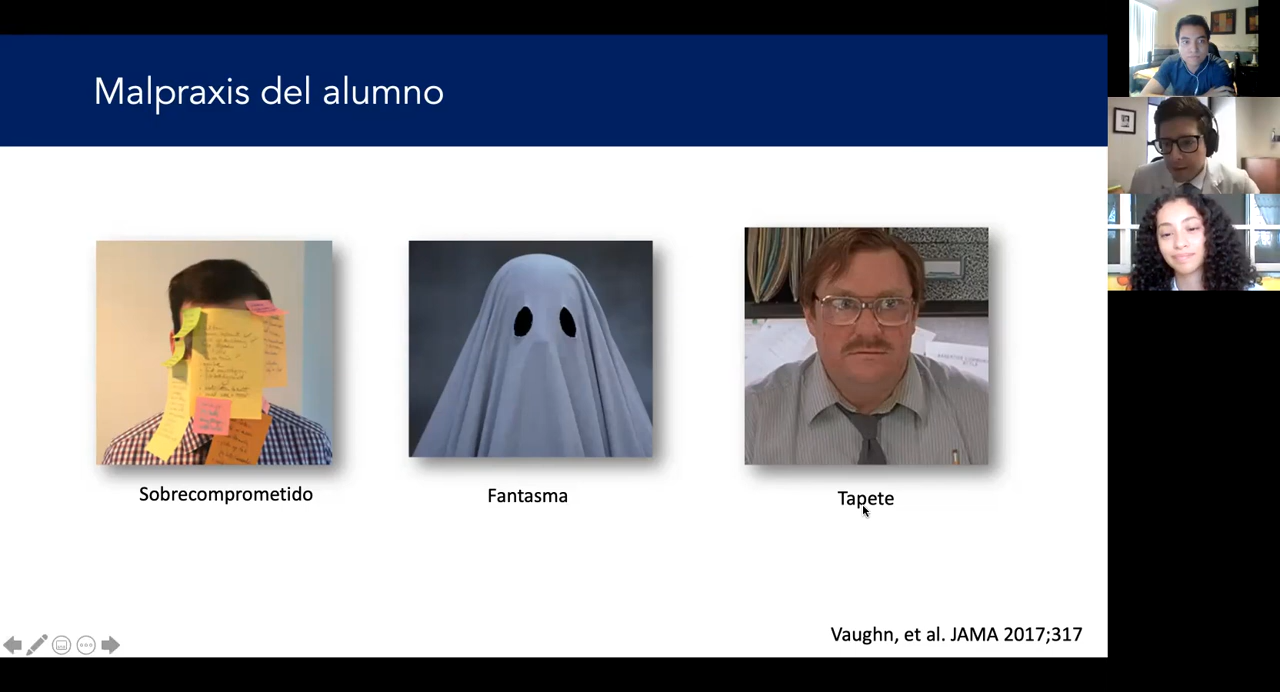 Malpraxis del alumno
Sobrecomprometido
Fantasma
Tapete
Vaughn, et al. JAMA 2017;317